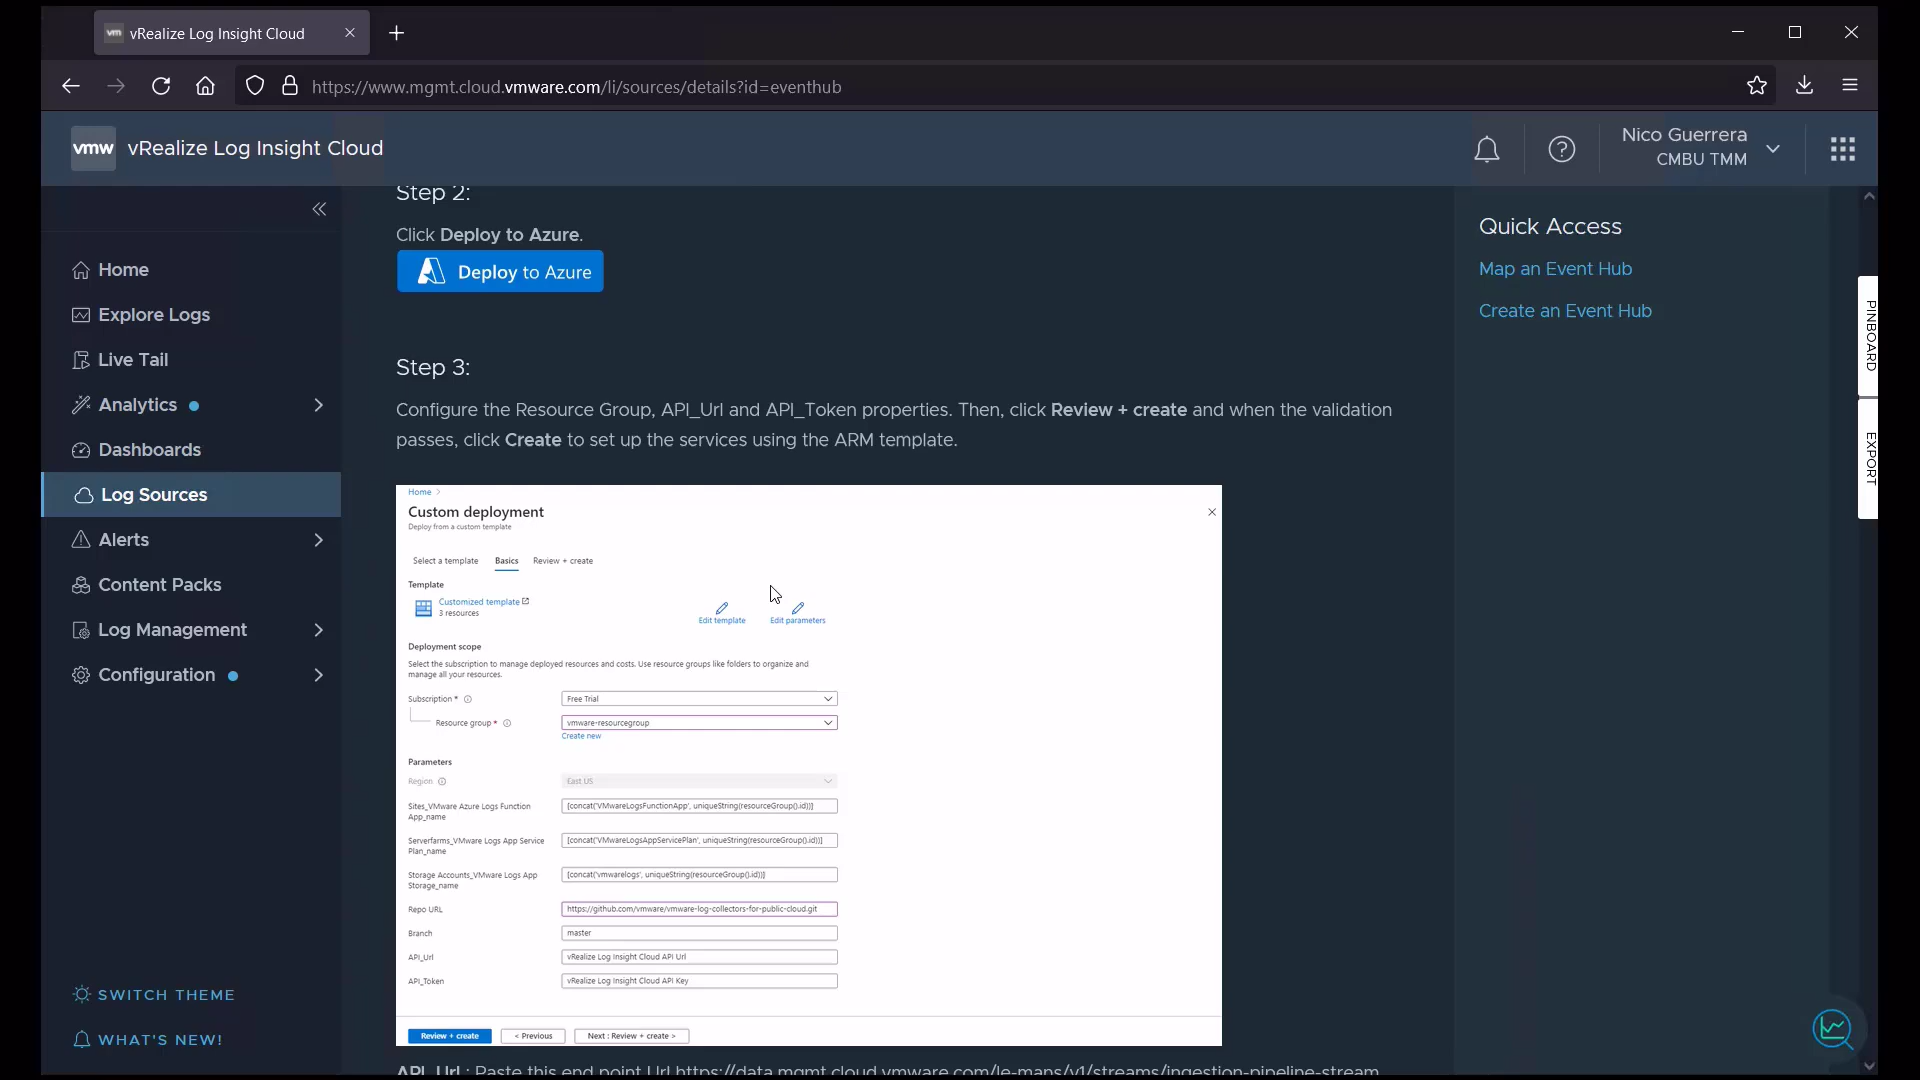 vm vRealize Log Insight Cloud
https://www.mgmt.cloud.vmware.com/li/sources/details?id=eventhub
vmw vRealize Log Insight Cloud
Nico Guerrera
CMBU TMM
Home
Explore Logs
Live Tail
Analytics
Dashboards
Log Sources
Alerts
Content Packs
Log Management
Configuration
SWITCH THEME
WHAT'S NEW!
Step 2:
Click Deploy to Azure.
Deploy to Azure
Step 3:
Configure the Resource Group, API_Url and API_Token properties. Then, click Review + create and when the validation
passes, click Create to set up the services using the ARM template.
Home >
Custom deployment
Deploy from a custom template
Select a template Basics Review + create
Template
Customized template
3 resources
Edit template Edit parameters
Deployment scope
Select the subscription to manage deployed resources and costs. Use resource groups like folders to organize and
manage all your resources.
Subscription * Free Trial
Resource group * vmware-resourcegroup
Create new
Parameters
Region East US
Sites_VMware Azure Logs Function
App_name
[concat('VMwareLogsFunctionApp', uniqueString(resourceGroup().id))]
Serverfarms_VMware Logs App Service
Plan_name
[concat('VMwareLogsAppServicePlan', uniqueString(resourceGroup().id))]
Storage Accounts_VMware Logs App
Storage_name
[concat('vmwarelogs', uniqueString(resourceGroup().id))]
Repo URL https://github.com/vmware/vmware-log-collectors-for-public-cloud.git
Branch master
API_Url vRealize Log Insight Cloud API Url
API_Token vRealize Log Insight Cloud API Key
Review + create < Previous Next : Review + create >
API_Url : Paste this end point Url https://data.mgmt.cloud.vmware.com/le-mans/v1/streams/ingestion-pipeline-stream
Quick Access
Map an Event Hub
Create an Event Hub
PINBOARD
EXPORT